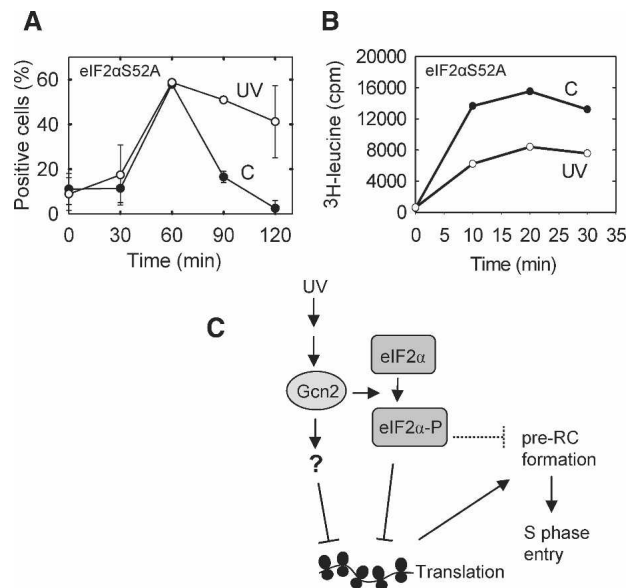 A
eIF2αS52A
Positive cells (%)
60
40
20
0
UV
C
0 30 60 90 120
Time (min)
B
eIF2αS52A
³H-leucine (cpm)
20000
16000
12000
8000
4000
0
C
UV
0 5 10 15 20 25 30 35
Time (min)
C
UV
Gcn2
eIF2α
eIF2α-P
?
pre-RC
formation
S phase
entry
Translation